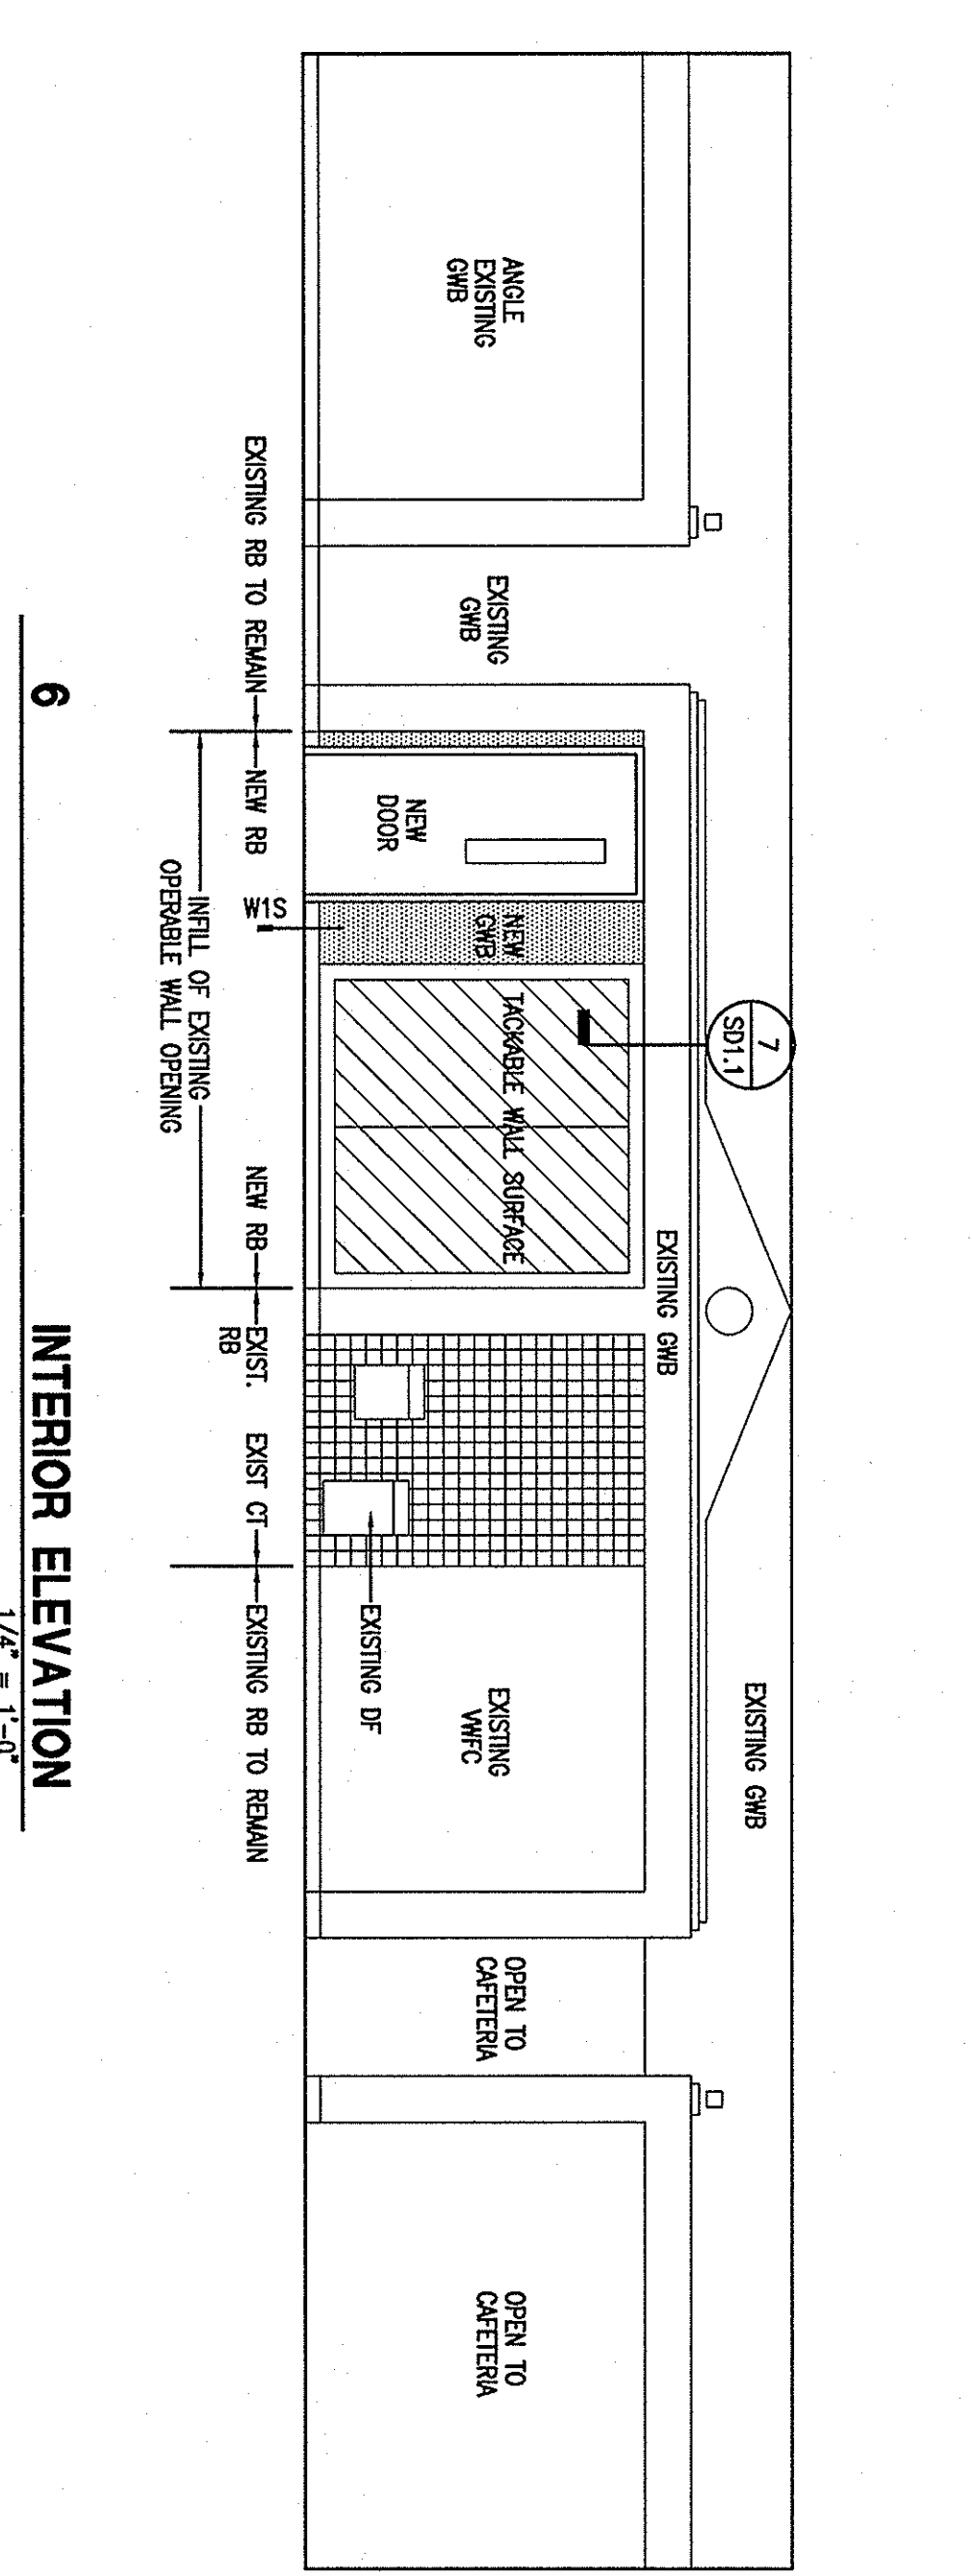 7
SD1.1
EXISTING GWB
EXISTING GWB
ANGLE
EXISTING
GWB
EXISTING
GWB
NEW
DOOR
NEW
GWB
TACKABLE WALL SURFACE
EXISTING
VWFC
EXISTING DF
OPEN TO
CAFETERIA
OPEN TO
CAFETERIA
EXISTING RB TO REMAIN
NEW RB
W1S
NEW RB
EXIST.
RB
EXIST CT
EXISTING RB TO REMAIN
INFILL OF EXISTING
OPERABLE WALL OPENING
6
INTERIOR ELEVATION
1/4" = 1'-0"